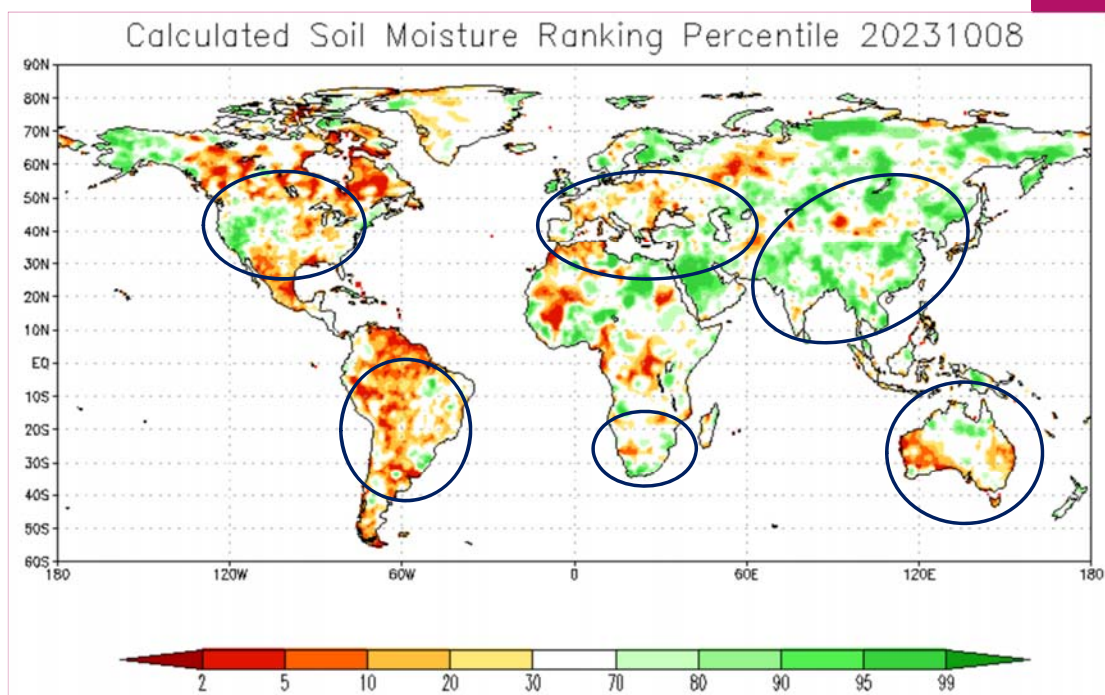 Calculated Soil Moisture Ranking Percentile 20231008
90N
80N
70N
60N
50N
40N
30N
20N
10N
EQ
10S
20S
30S
40S
50S
60S
180 120W 60W 0 60E 120E 180
2 5 10 20 30 70 80 90 95 99